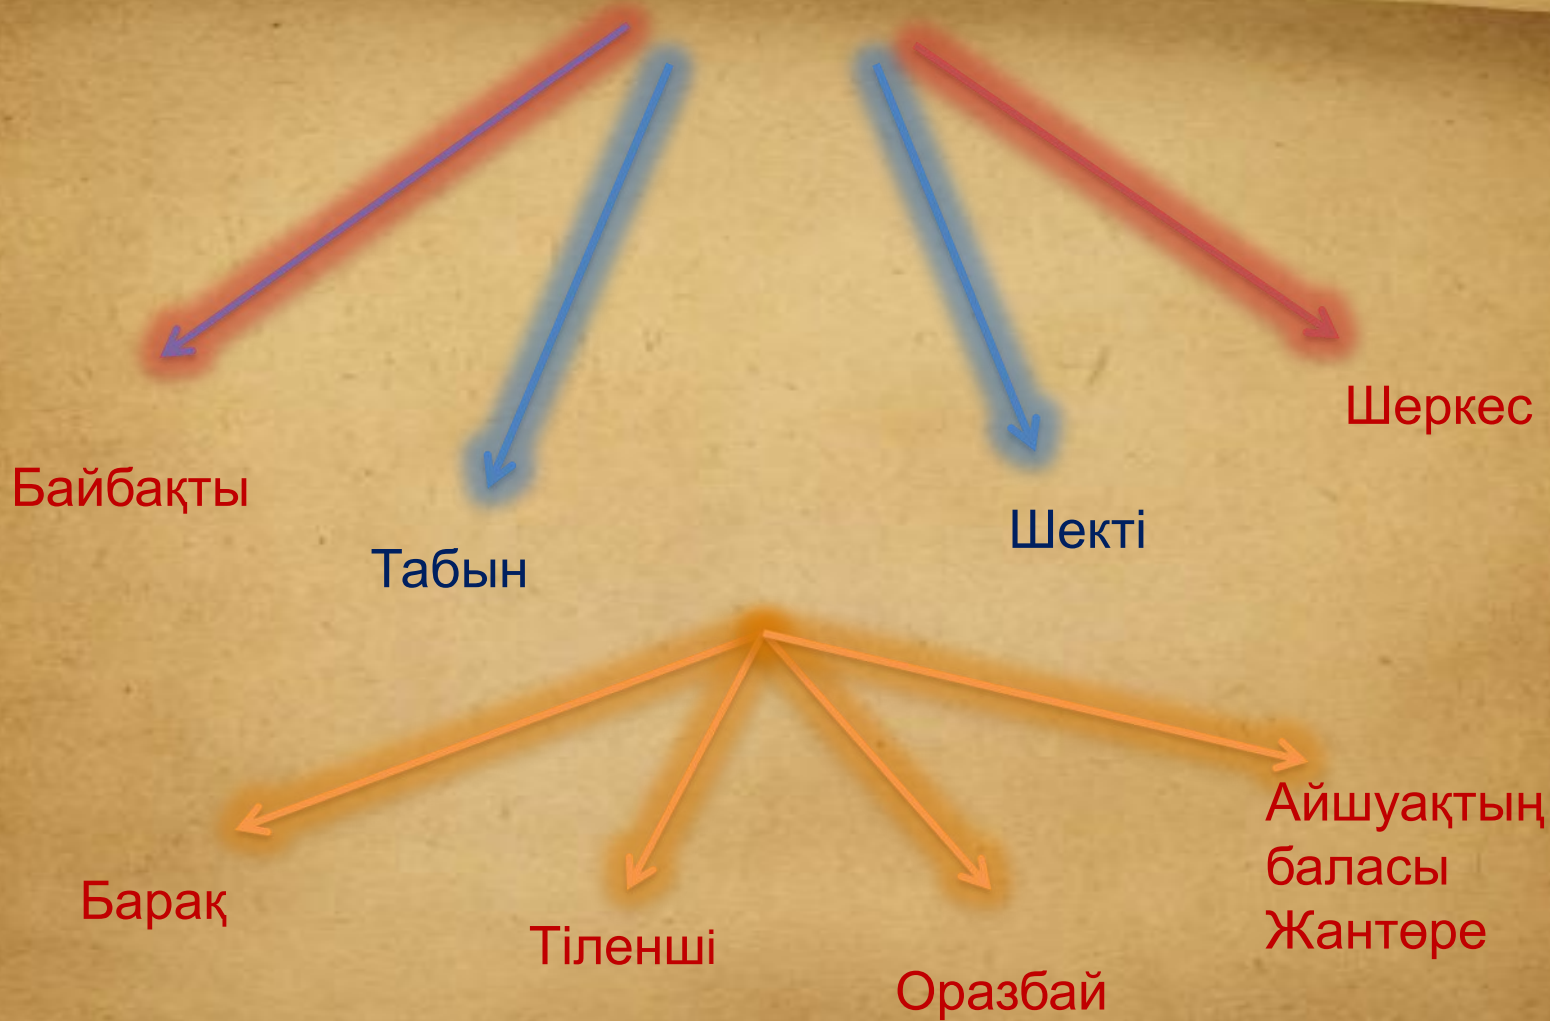 Шеркес
Байбақты
Шекті
Табын
Айшуақтың
баласы
Жантөре
Барақ
Тіленші
Оразбай